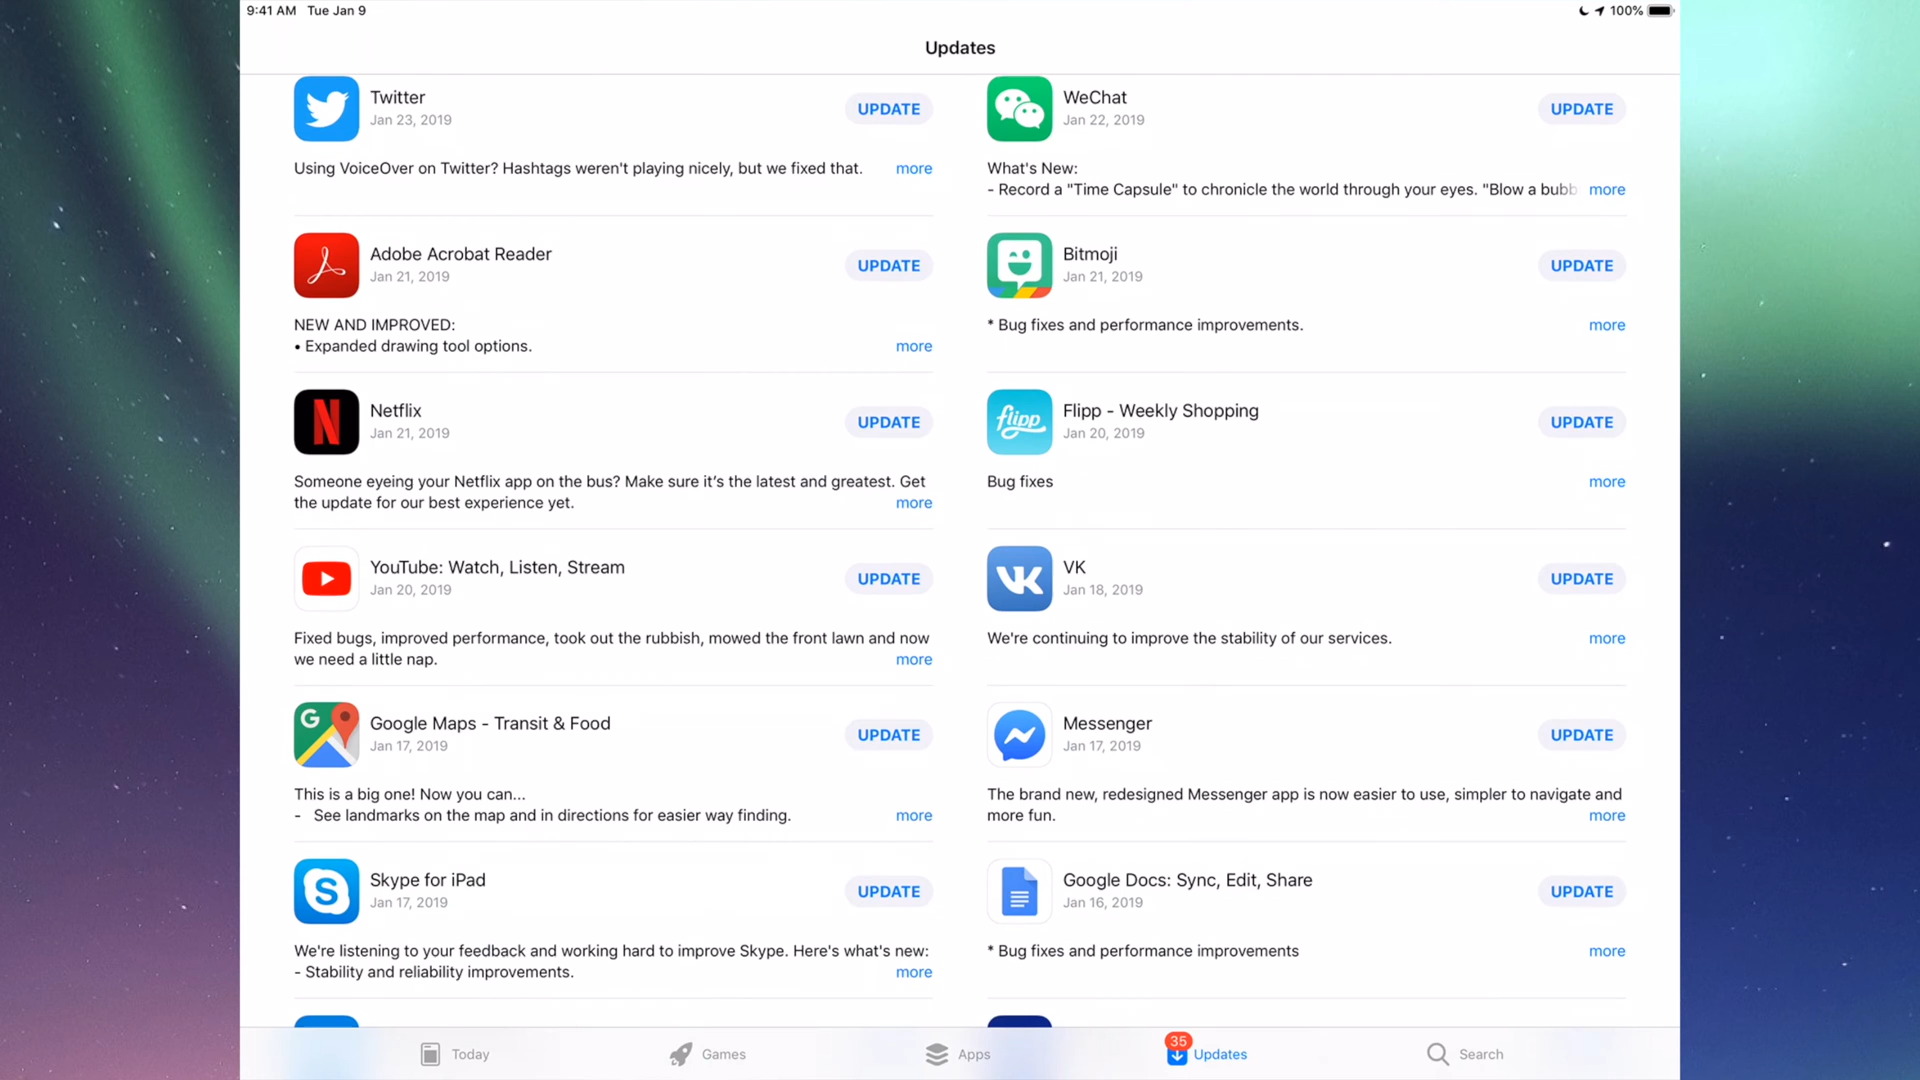 9:41 AM Tue Jan 9
100%
Updates
Twitter
Jan 23, 2019
UPDATE
Using VoiceOver on Twitter? Hashtags weren't playing nicely, but we fixed that.
more
WeChat
Jan 22, 2019
UPDATE
What's New:
- Record a "Time Capsule" to chronicle the world through your eyes. "Blow a bubb
more
Adobe Acrobat Reader
Jan 21, 2019
UPDATE
NEW AND IMPROVED:
• Expanded drawing tool options.
more
Bitmoji
Jan 21, 2019
UPDATE
* Bug fixes and performance improvements.
more
N
Netflix
Jan 21, 2019
UPDATE
Someone eyeing your Netflix app on the bus? Make sure it’s the latest and greatest. Get
the update for our best experience yet.
more
flipp
Flipp - Weekly Shopping
Jan 20, 2019
UPDATE
Bug fixes
more
YouTube: Watch, Listen, Stream
Jan 20, 2019
UPDATE
Fixed bugs, improved performance, took out the rubbish, mowed the front lawn and now
we need a little nap.
more
VK
VK
Jan 18, 2019
UPDATE
We're continuing to improve the stability of our services.
more
G
Google Maps - Transit & Food
Jan 17, 2019
UPDATE
This is a big one! Now you can...
- See landmarks on the map and in directions for easier way finding.
more
Messenger
Jan 17, 2019
UPDATE
The brand new, redesigned Messenger app is now easier to use, simpler to navigate and
more fun.
more
S
Skype for iPad
Jan 17, 2019
UPDATE
We're listening to your feedback and working hard to improve Skype. Here's what's new:
- Stability and reliability improvements.
more
Google Docs: Sync, Edit, Share
Jan 16, 2019
UPDATE
* Bug fixes and performance improvements
more
Today
Games
Apps
35
Updates
Search